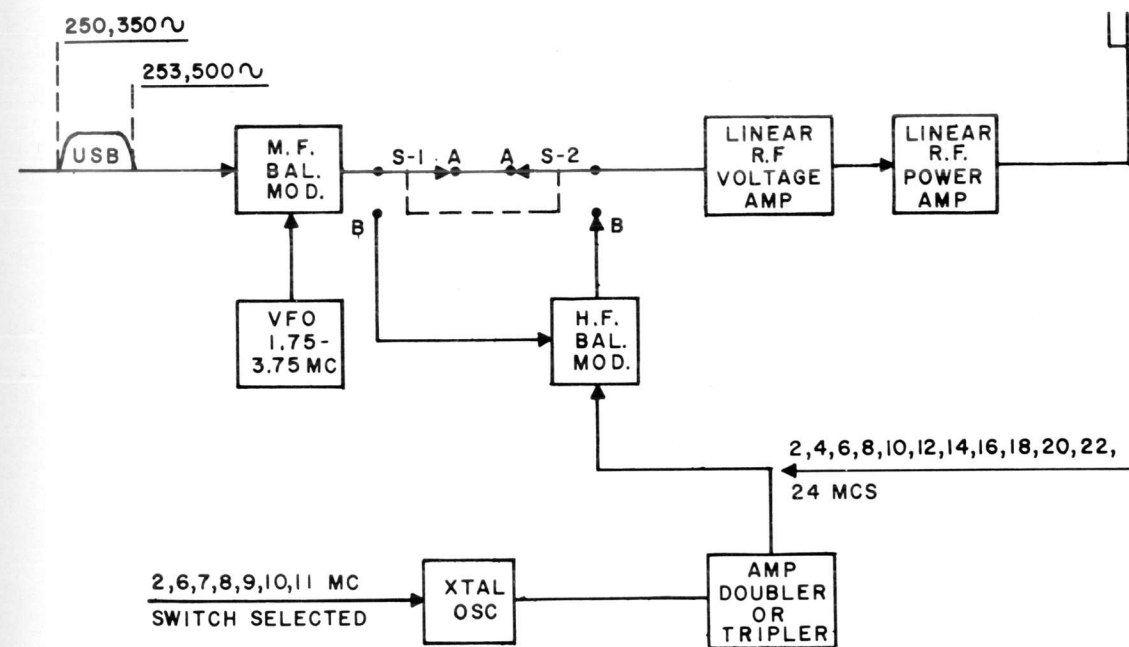 250,350~
253,500~
USB
M.F.
BAL.
MOD.
S-1
A
A
S-2
B
B
LINEAR
R.F
VOLTAGE
AMP
LINEAR
R.F.
POWER
AMP
VFO
1.75-
3.75 MC
H.F.
BAL.
MOD.
2,4,6,8,10,12,14,16,18,20,22,
24 MCS
2,6,7,8,9,10,11 MC
SWITCH SELECTED
XTAL
OSC
AMP
DOUBLER
OR
TRIPLER